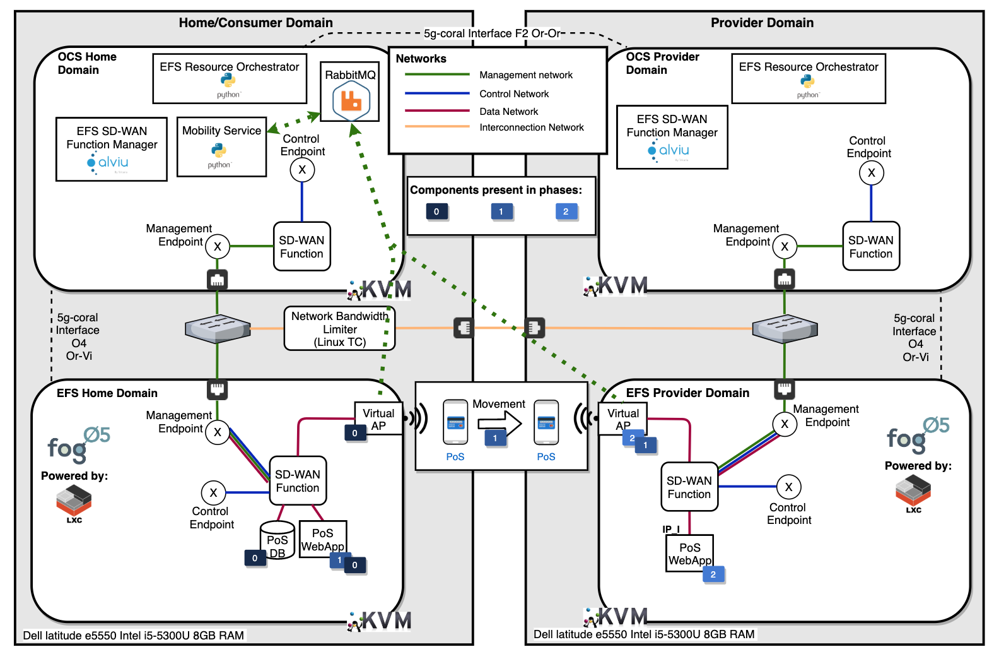 Home/Consumer Domain
Provider Domain
5g-coral Interface F2 Or-Or
OCS Home
Domain
EFS Resource Orchestrator
python
RabbitMQ
EFS SD-WAN
Function Manager
alviu
Mobility Service
python
Control
Endpoint
X
Management
Endpoint
X
SD-WAN
Function
KVM
Networks
Management network
Control Network
Data Network
Interconnection Network
Components present in phases:
0
1
2
OCS Provider
Domain
EFS Resource Orchestrator
python
EFS SD-WAN
Function Manager
alviu
Control
Endpoint
X
Management
Endpoint
X
SD-WAN
Function
KVM
5g-coral
Interface
O4
Or-Vi
Network Bandwidth
Limiter
(Linux TC)
5g-coral
Interface
O4
Or-Vi
EFS Home Domain
Management
Endpoint
X
fog
Ø5
Powered by:
LXC
Virtual
AP
0
SD-WAN
Function
X
Control
Endpoint
PoS
DB
0
PoS
WebApp
1
0
KVM
Dell latitude e5550 Intel i5-5300U 8GB RAM
Movement
1
PoS
PoS
EFS Provider Domain
Virtual
AP
2
1
Management
Endpoint
X
SD-WAN
Function
X
Control
Endpoint
IP_I
PoS
WebApp
2
fog
Ø5
Powered by:
LXC
KVM
Dell latitude e5550 Intel i5-5300U 8GB RAM